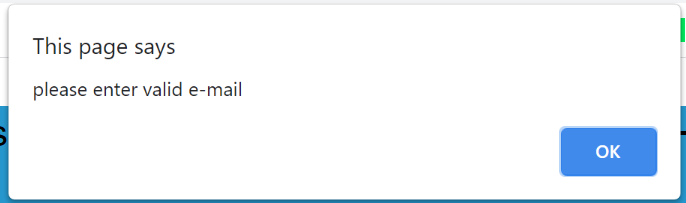 This page says
please enter valid e-mail
OK